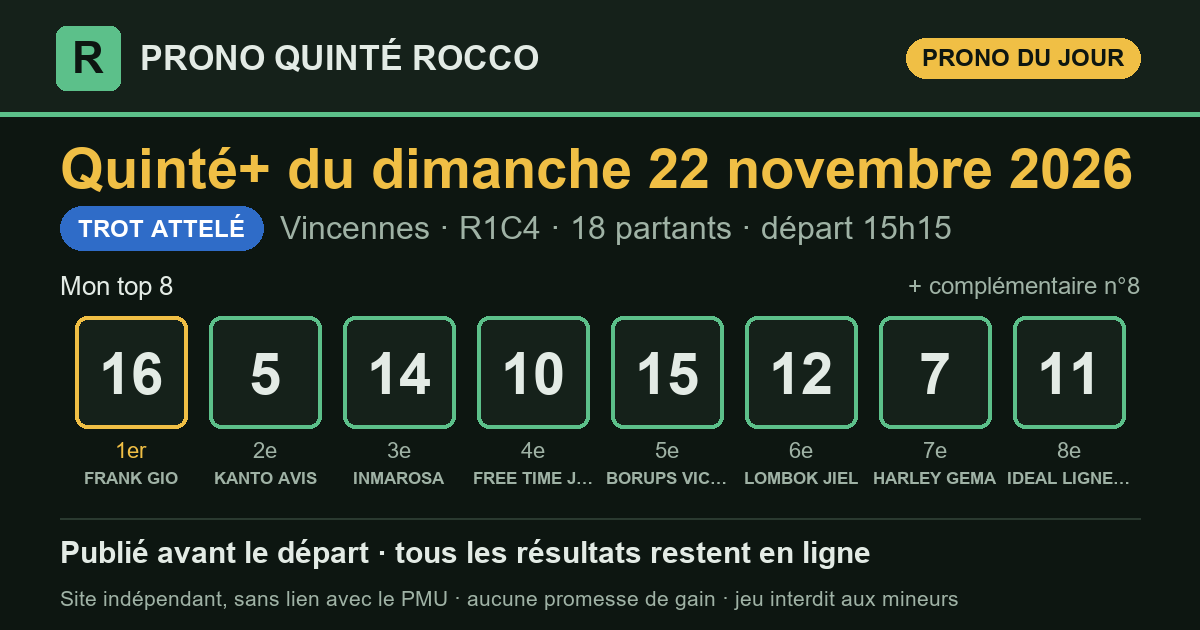 R PRONO QUINTÉ ROCCO PRONO DU JOUR
Quinté+ du dimanche 22 novembre 2026
TROT ATTELÉ Vincennes · R1C4 · 18 partants · départ 15h15
Mon top 8 + complémentaire n°8
16 5 14 10 15 12 7 11
1er 2e 3e 4e 5e 6e 7e 8e
FRANK GIO KANTO AVIS INMAROSA FREE TIME J... BORUPS VIC... LOMBOK JIEL HARLEY GEMA IDEAL LIGNE...
Publié avant le départ · tous les résultats restent en ligne
Site indépendant, sans lien avec le PMU · aucune promesse de gain · jeu interdit aux mineurs